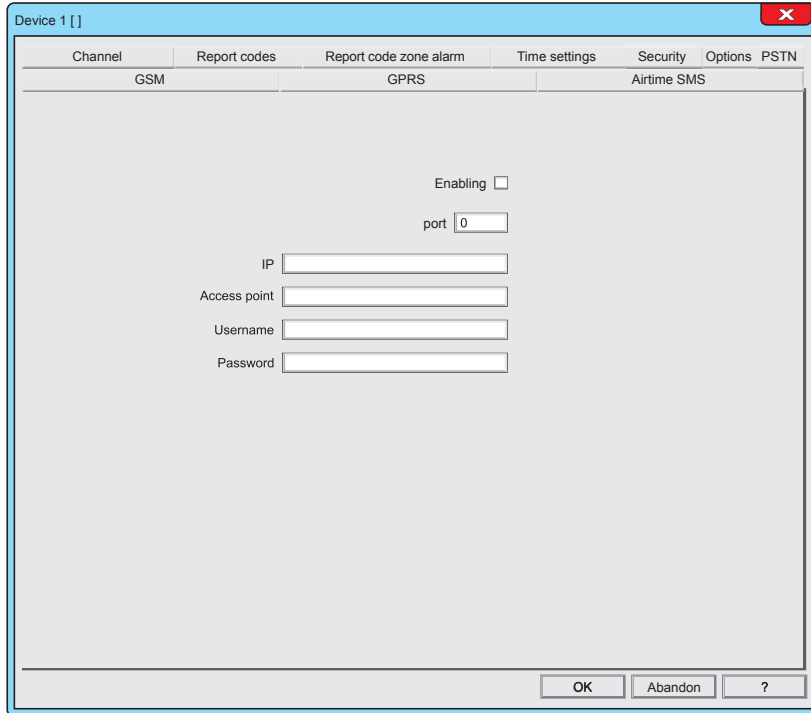 Device 1 [ ]
Channel Report codes Report code zone alarm Time settings Security Options PSTN
GSM GPRS Airtime SMS
Enabling
port 0
IP
Access point
Username
Password
OK Abandon ?